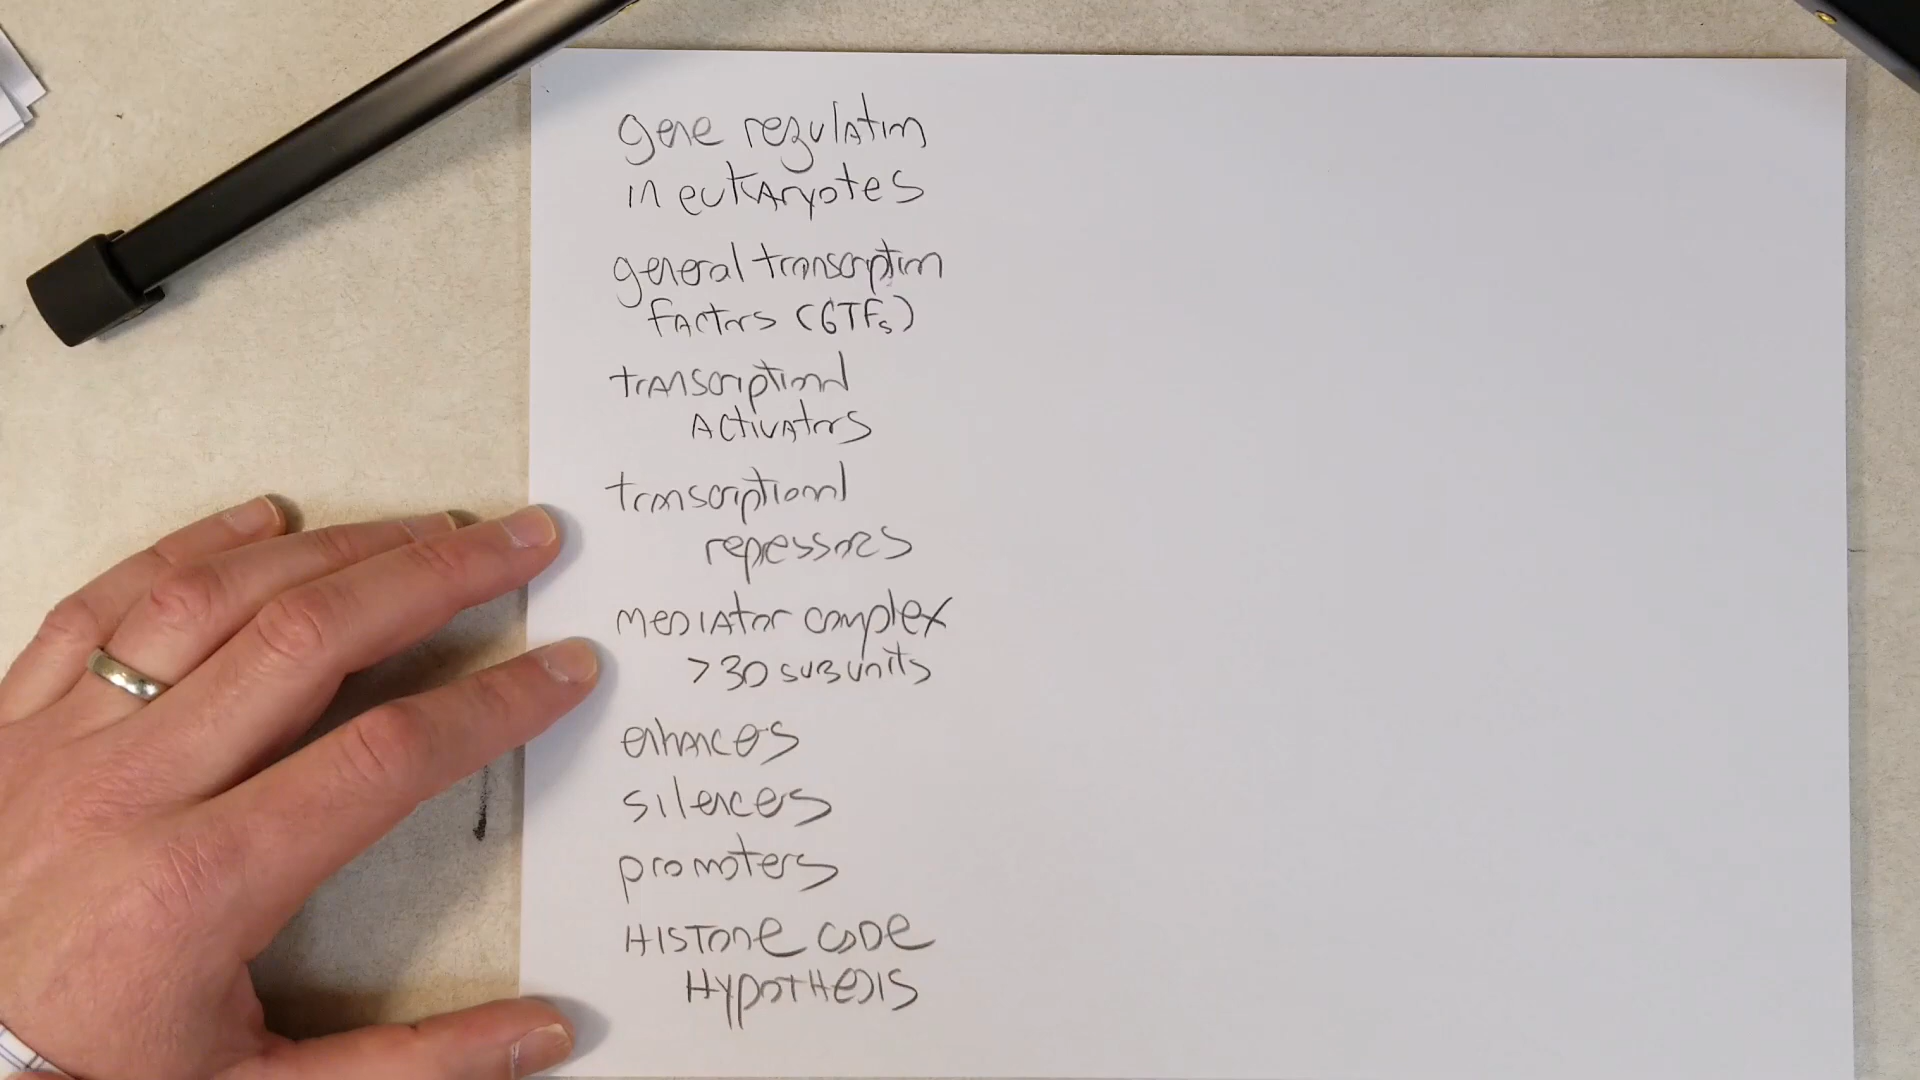 gene regulation
in eukaryotes
general transcription
factors (GTFs)
transcriptional
activators
transcriptional
repressors
mediator complex
>30 subunits
enhancers
silencers
promoters
Histone code
Hypothesis